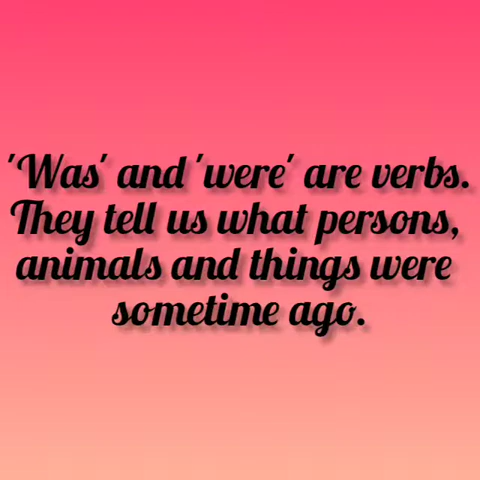 'Was' and 'were' are verbs.
They tell us what persons,
animals and things were
sometime ago.